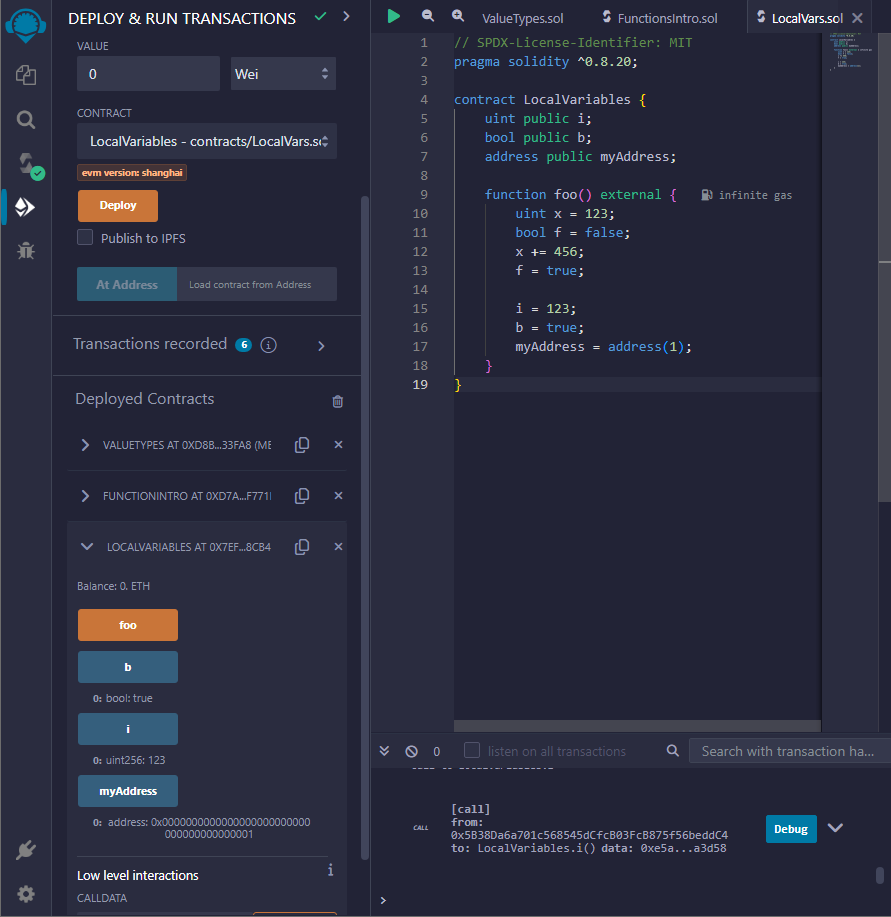 DEPLOY & RUN TRANSACTIONS
VALUE
0
Wei
CONTRACT
LocalVariables - contracts/LocalVars.so
evm version: shanghai
Deploy
Publish to IPFS
At Address
Load contract from Address
Transactions recorded 6 i
Deployed Contracts
VALUETYPES AT 0XD8B...33FA8 (ME
FUNCTIONINTRO AT 0XD7A...F771
LOCALVARIABLES AT 0X7EF...8CB4
Balance: 0. ETH
foo
b
0: bool: true
i
0: uint256: 123
myAddress
0: address: 0x00000000000000000000000000
000000000000001
Low level interactions i
CALLDATA
ValueTypes.sol
FunctionsIntro.sol
LocalVars.sol
1 // SPDX-License-Identifier: MIT
2 pragma solidity ^0.8.20;
3
4 contract LocalVariables {
5 uint public i;
6 bool public b;
7 address public myAddress;
8
9 function foo() external { infinite gas
10 uint x = 123;
11 bool f = false;
12 x += 456;
13 f = true;
14
15 i = 123;
16 b = true;
17 myAddress = address(1);
18 }
19 }
0 listen on all transactions
Search with transaction ha...
CALL
[call]
from:
0x5B38Da6a701c568545dCfcB03FcB875f56beddC4
to: LocalVariables.i() data: 0xe5a...a3d58
Debug
>